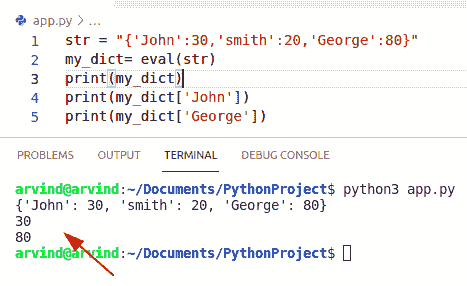 app.py > ...
1 str = "{'John':30,'smith':20,'George':80}"
2 my_dict= eval(str)
3 print(my_dict)
4 print(my_dict['John'])
5 print(my_dict['George'])
PROBLEMS OUTPUT TERMINAL DEBUG CONSOLE
arvind@arvind:~/Documents/PythonProject$ python3 app.py
{'John': 30, 'smith': 20, 'George': 80}
30
80
arvind@arvind:~/Documents/PythonProject$